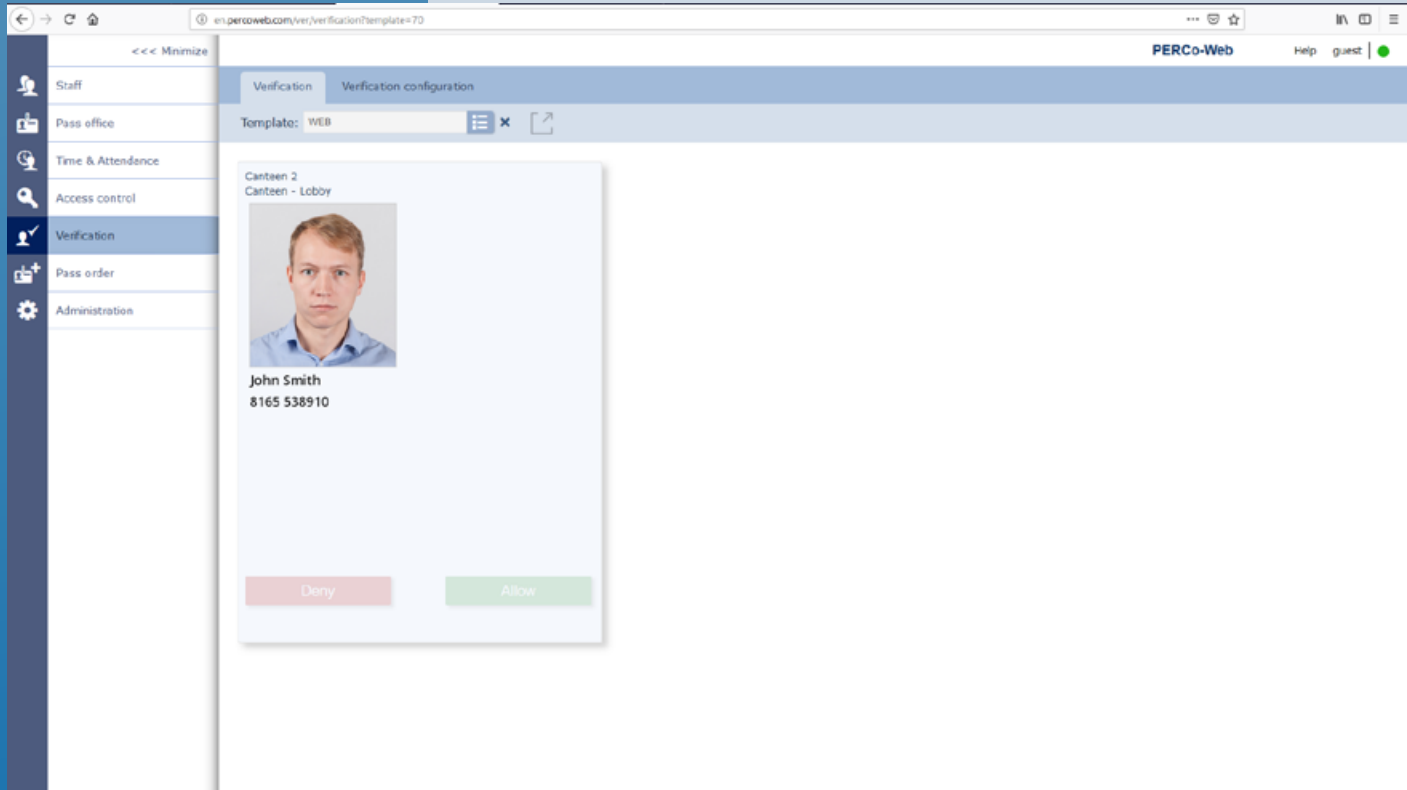 en.percoweb.com/ver/verification?template=70
<<< Minimize
PERCo-Web Help guest
Staff
Pass office
Time & Attendance
Access control
Verification
Pass order
Administration
Verification Verification configuration
Template: WEB
Canteen 2
Canteen - Lobby
John Smith
8165 538910
Deny Allow